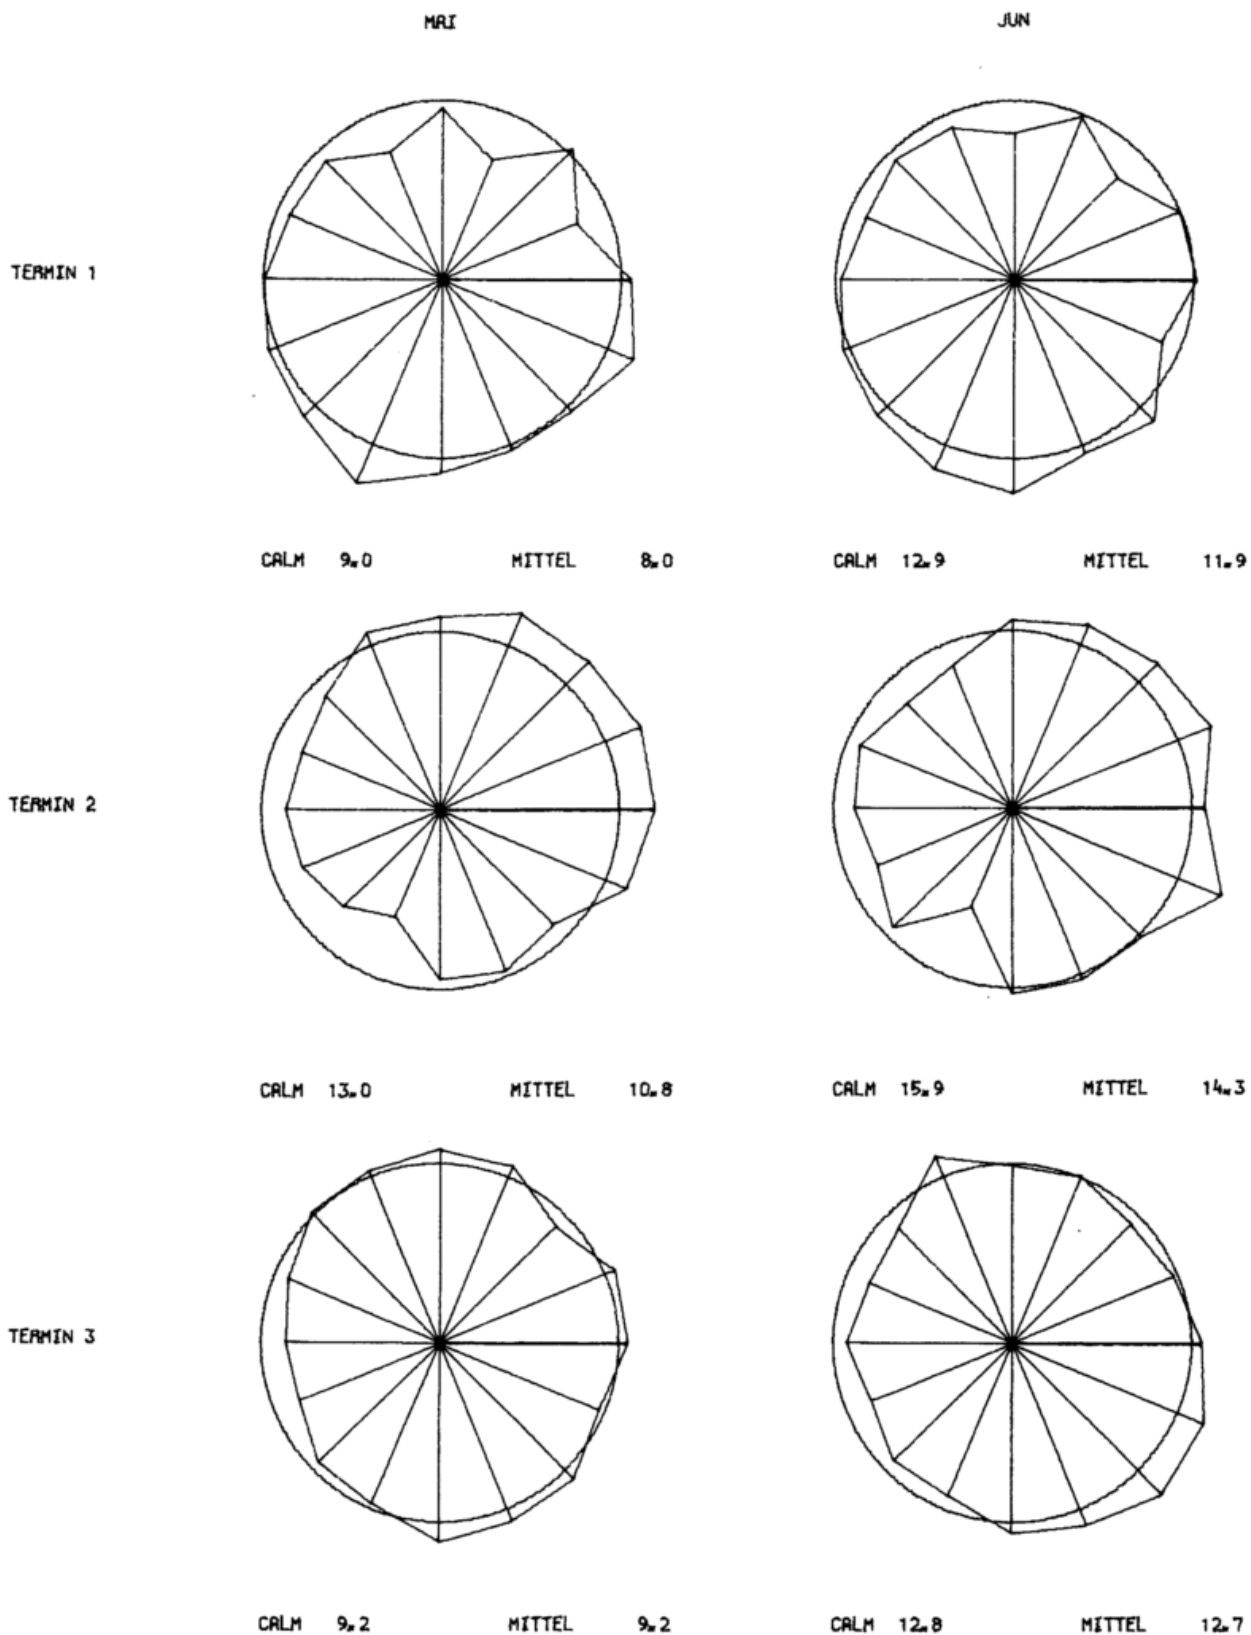 MAI JUN
TERMIN 1
CALM 9.0 MITTEL 8.0 CALM 12.9 MITTEL 11.9
TERMIN 2
CALM 13.0 MITTEL 10.8 CALM 15.9 MITTEL 14.3
TERMIN 3
CALM 9.2 MITTEL 9.2 CALM 12.8 MITTEL 12.7